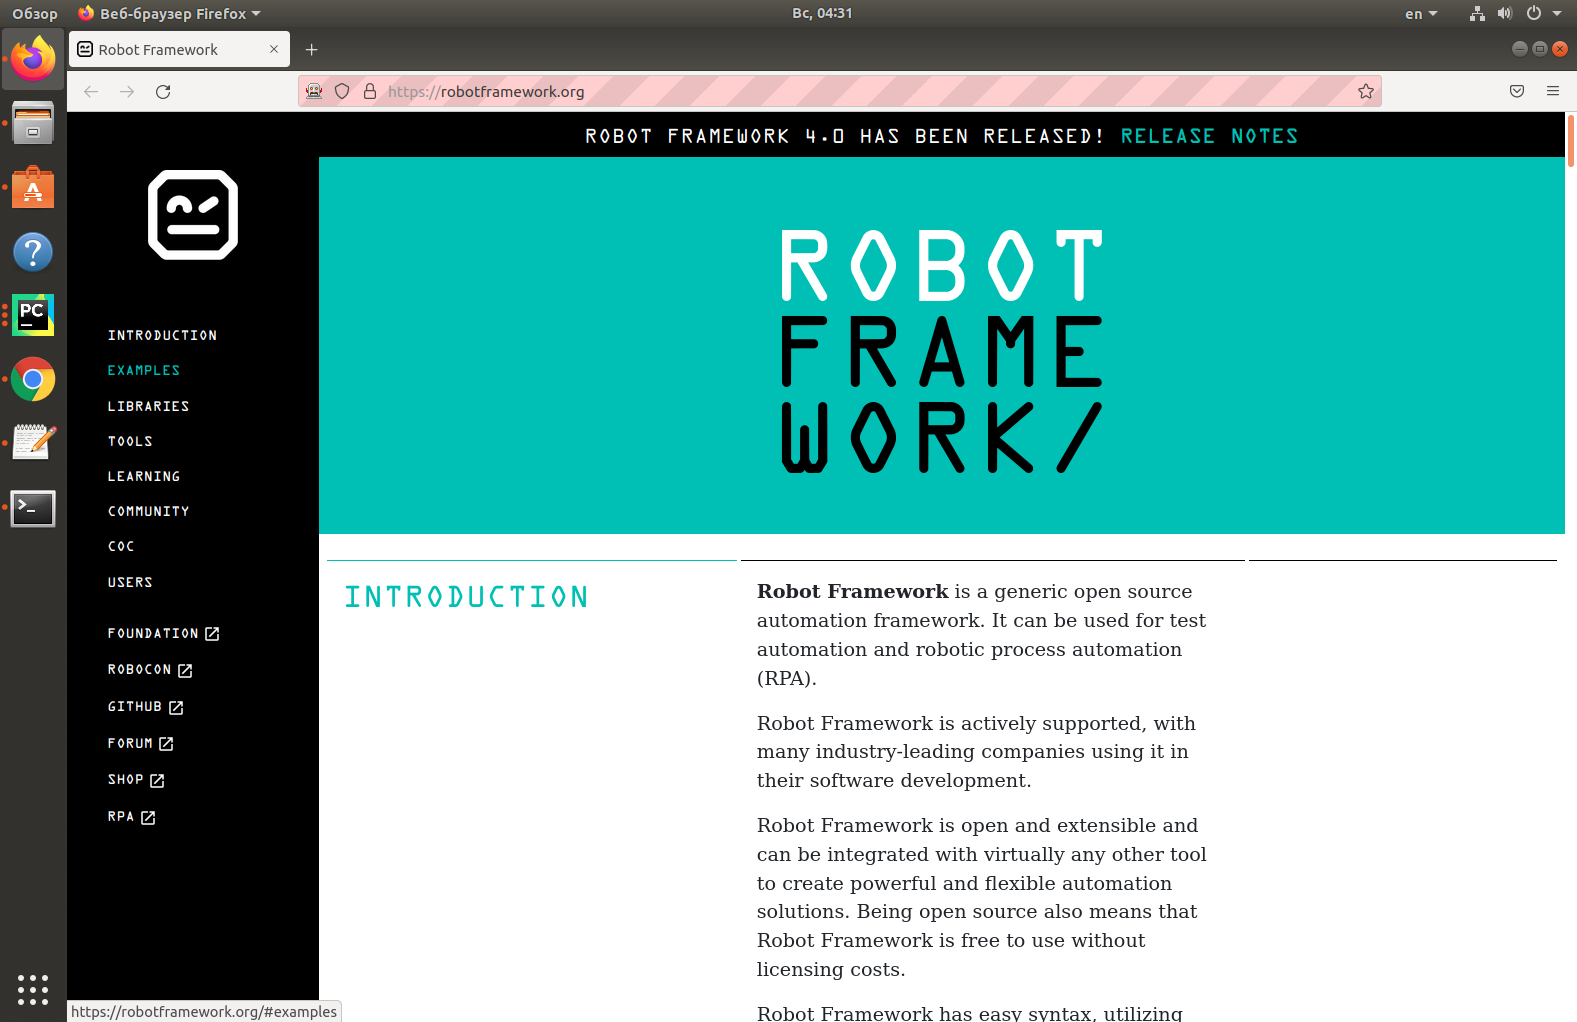 Обзор
Веб-браузер Firefox
Вс, 04:31
en
Robot Framework
https://robotframework.org
ROBOT FRAMEWORK 4.0 HAS BEEN RELEASED! RELEASE NOTES
INTRODUCTION
EXAMPLES
LIBRARIES
TOOLS
LEARNING
COMMUNITY
COC
USERS
FOUNDATION
ROBOCON
GITHUB
FORUM
SHOP
RPA
PC
ROBOT
FRAME
WORK/
INTRODUCTION
Robot Framework is a generic open source
automation framework. It can be used for test
automation and robotic process automation
(RPA).
Robot Framework is actively supported, with
many industry-leading companies using it in
their software development.
Robot Framework is open and extensible and
can be integrated with virtually any other tool
to create powerful and flexible automation
solutions. Being open source also means that
Robot Framework is free to use without
licensing costs.
Robot Framework has easy syntax, utilizing
https://robotframework.org/#examples